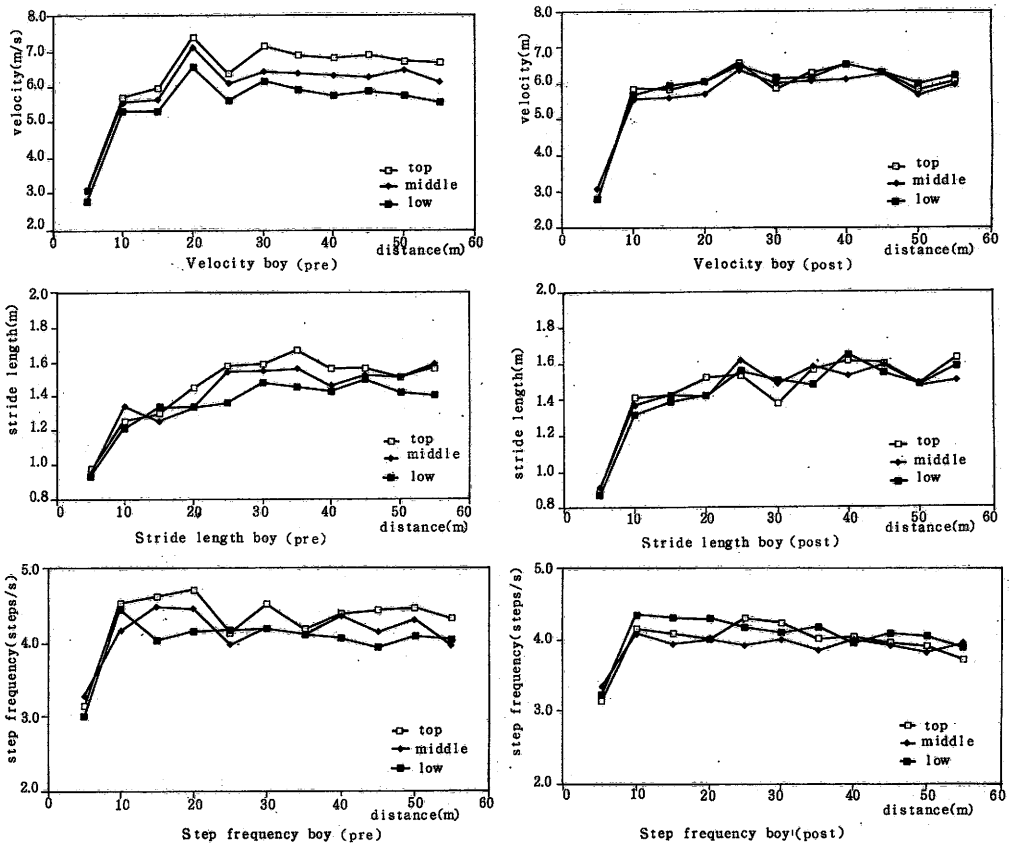 8.0
7.0
6.0
5.0
4.0
3.0
2.0
velocity(m/s)
top
middle
low
0 10 20 30 40 50 60
distance(m)
Velocity boy (pre)
8.0
7.0
6.0
5.0
4.0
3.0
2.0
velocity(m)
top
middle
low
0 10 20 30 40 50 60
distance(m)
Velocity boy (post)
2.0
1.8
1.6
1.4
1.2
1.0
0.8
stride length(m)
top
middle
low
0 10 20 30 40 50 60
distance(m)
Stride length boy (pre)
2.0
1.8
1.6
1.4
1.2
1.0
0.8
stride length(m)
top
middle
low
0 10 20 30 40 50 60
distance(m)
Stride length boy (post)
5.0
4.0
3.0
2.0
step frequency(steps/s)
top
middle
low
0 10 20 30 40 50 60
distance(m)
Step frequency boy (pre)
5.0
4.0
3.0
2.0
step frequency(steps/s)
top
middle
low
0 10 20 30 40 50 60
distance(m)
Step frequency boy (post)